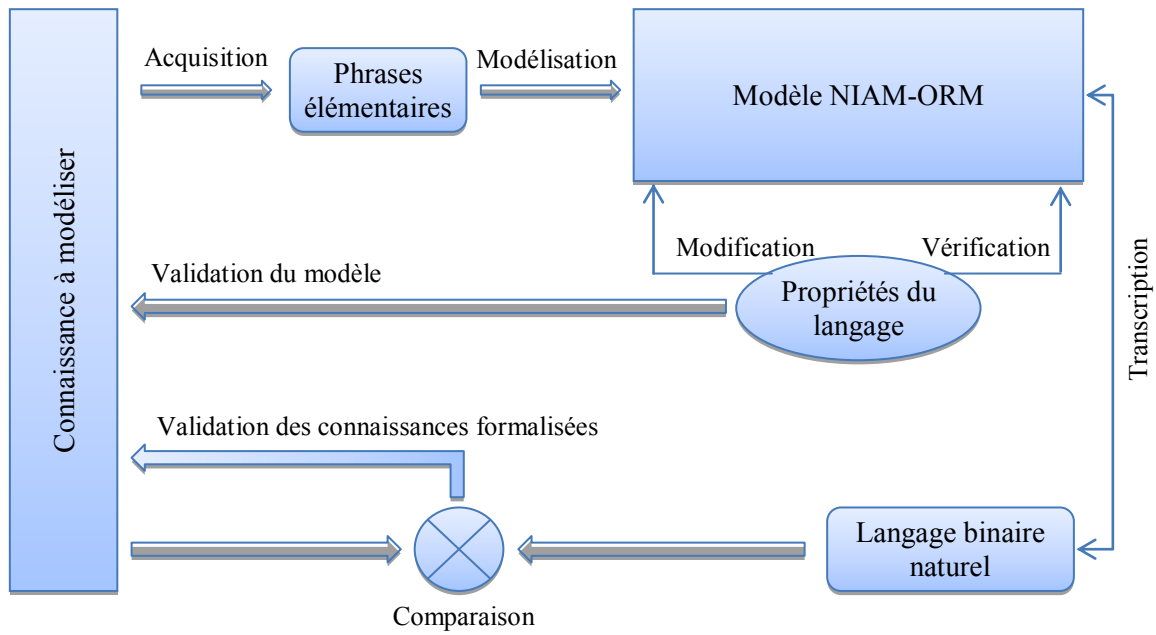 Connaissance à modéliser
Acquisition
Phrases
élémentaires
Modélisation
Modèle NIAM-ORM
Modification
Vérification
Validation du modèle
Propriétés du
langage
Transcription
Validation des connaissances formalisées
Langage binaire
naturel
Comparaison